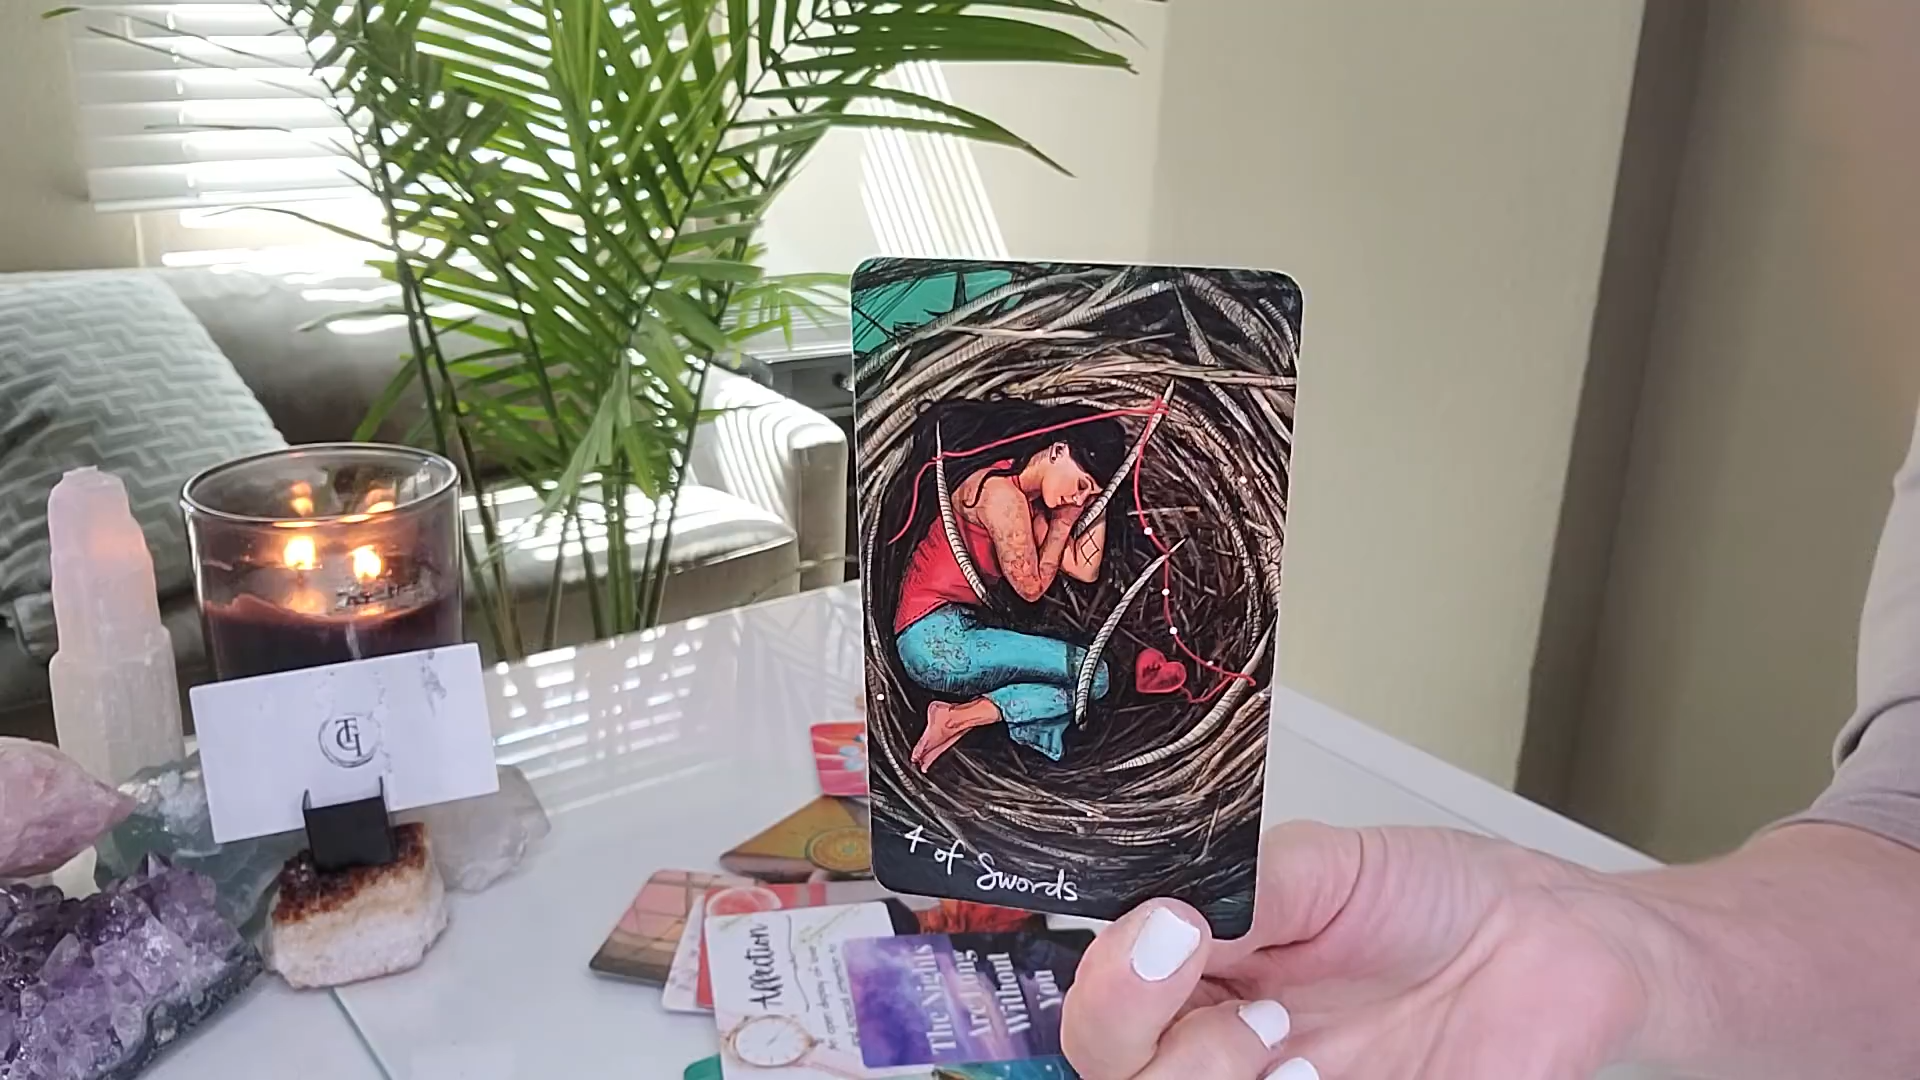 4 of Swords
Affection
The Nights
Are Long
Without
You